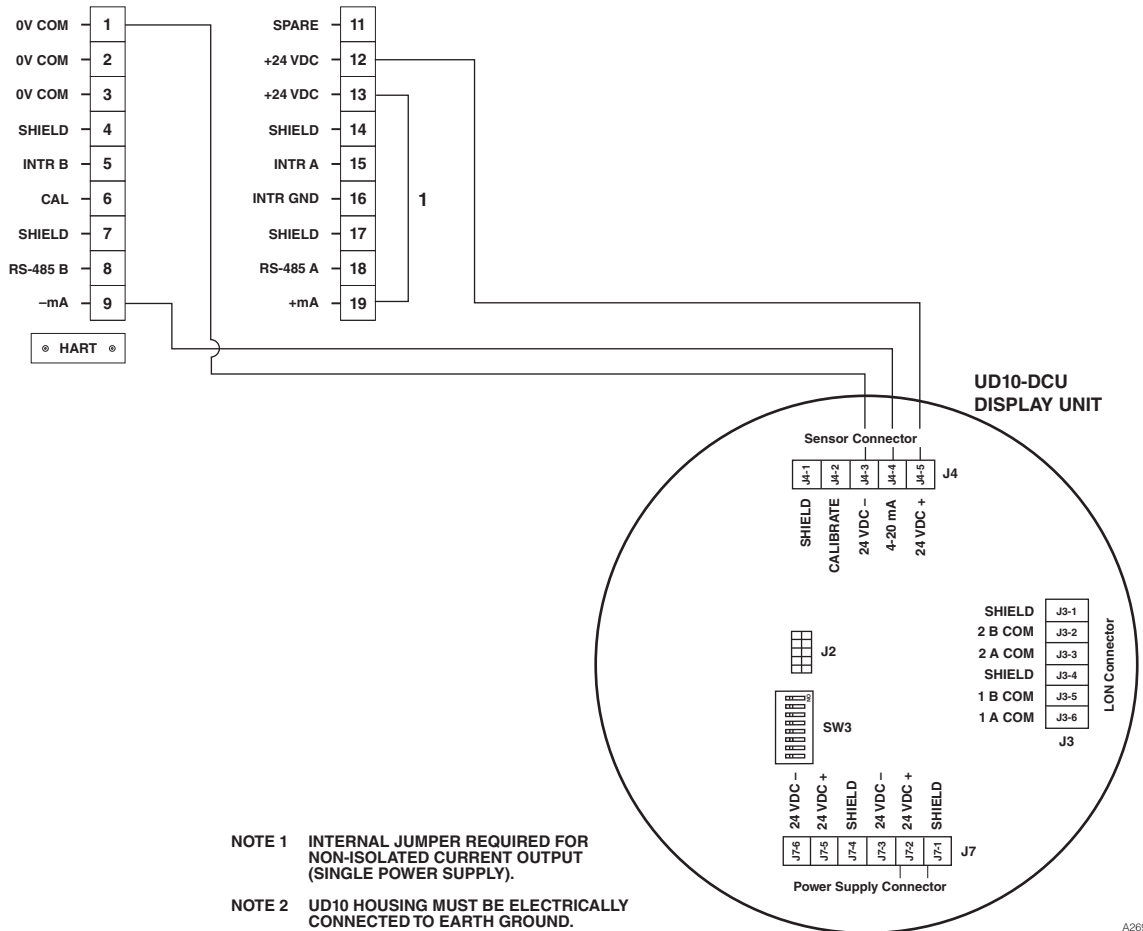 0V COM 1
0V COM 2
0V COM 3
SHIELD 4
INTR B 5
CAL 6
SHIELD 7
RS-485 B 8
–mA 9
HART
SPARE 11
+24 VDC 12
+24 VDC 13
SHIELD 14
INTR A 15
INTR GND 16
SHIELD 17
RS-485 A 18
+mA 19
1
UD10-DCU
DISPLAY UNIT
Sensor Connector
J4-1 J4-2 J4-3 J4-4 J4-5 J4
SHIELD
CALIBRATE
24 VDC –
4-20 mA
24 VDC +
SHIELD J3-1
2 B COM J3-2
2 A COM J3-3
SHIELD J3-4
1 B COM J3-5
1 A COM J3-6
J3
LON Connector
J2
NO
SW3
24 VDC –
24 VDC +
SHIELD
24 VDC –
24 VDC +
SHIELD
J7-6 J7-5 J7-4 J7-3 J7-2 J7-1 J7
Power Supply Connector
NOTE 1 INTERNAL JUMPER REQUIRED FOR
NON-ISOLATED CURRENT OUTPUT
(SINGLE POWER SUPPLY).
NOTE 2 UD10 HOUSING MUST BE ELECTRICALLY
CONNECTED TO EARTH GROUND.